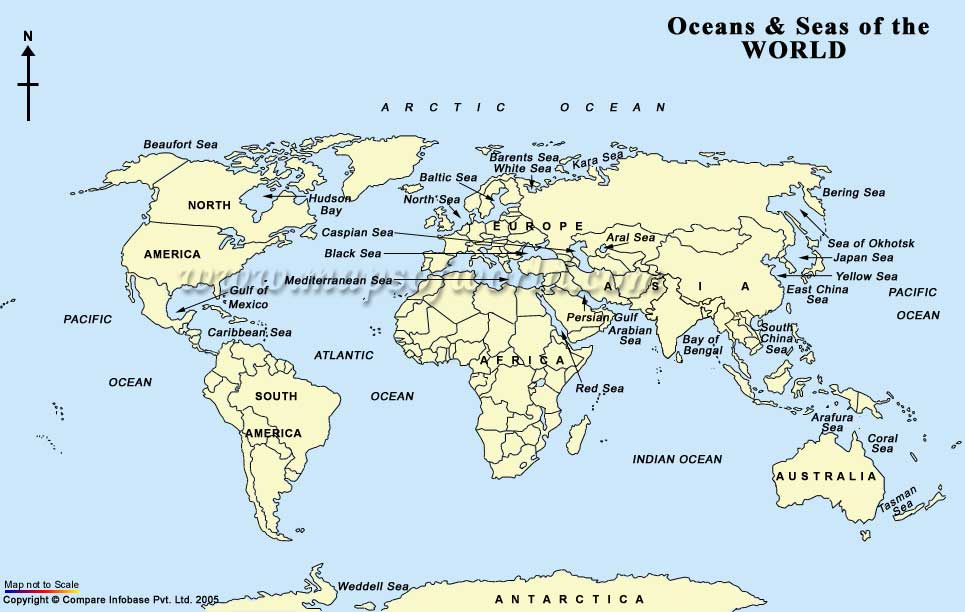 Oceans & Seas of the
WORLD
N
ARCTIC OCEAN
Beaufort Sea
Barents Sea
White Sea
Kara Sea
Baltic Sea
Hudson
Bay
North Sea
Bering Sea
NORTH
EUROPE
Caspian Sea
Aral Sea
Sea of Okhotsk
AMERICA
Black Sea
Japan Sea
www.mapsofworld.com
Mediterranean Sea
ASIA
Yellow Sea
East China
Sea
Gulf of
Mexico
PACIFIC
OCEAN
PACIFIC
Persian Gulf
Arabian
Sea
Caribbean Sea
South
China
Sea
Bay of
Bengal
ATLANTIC
AFRICA
OCEAN
Red Sea
SOUTH
OCEAN
Arafura
Sea
AMERICA
Coral
Sea
INDIAN OCEAN
AUSTRALIA
Tasman
Sea
Weddell Sea
ANTARCTICA
Map not to Scale
Copyright © Compare Infobase Pvt. Ltd. 2005